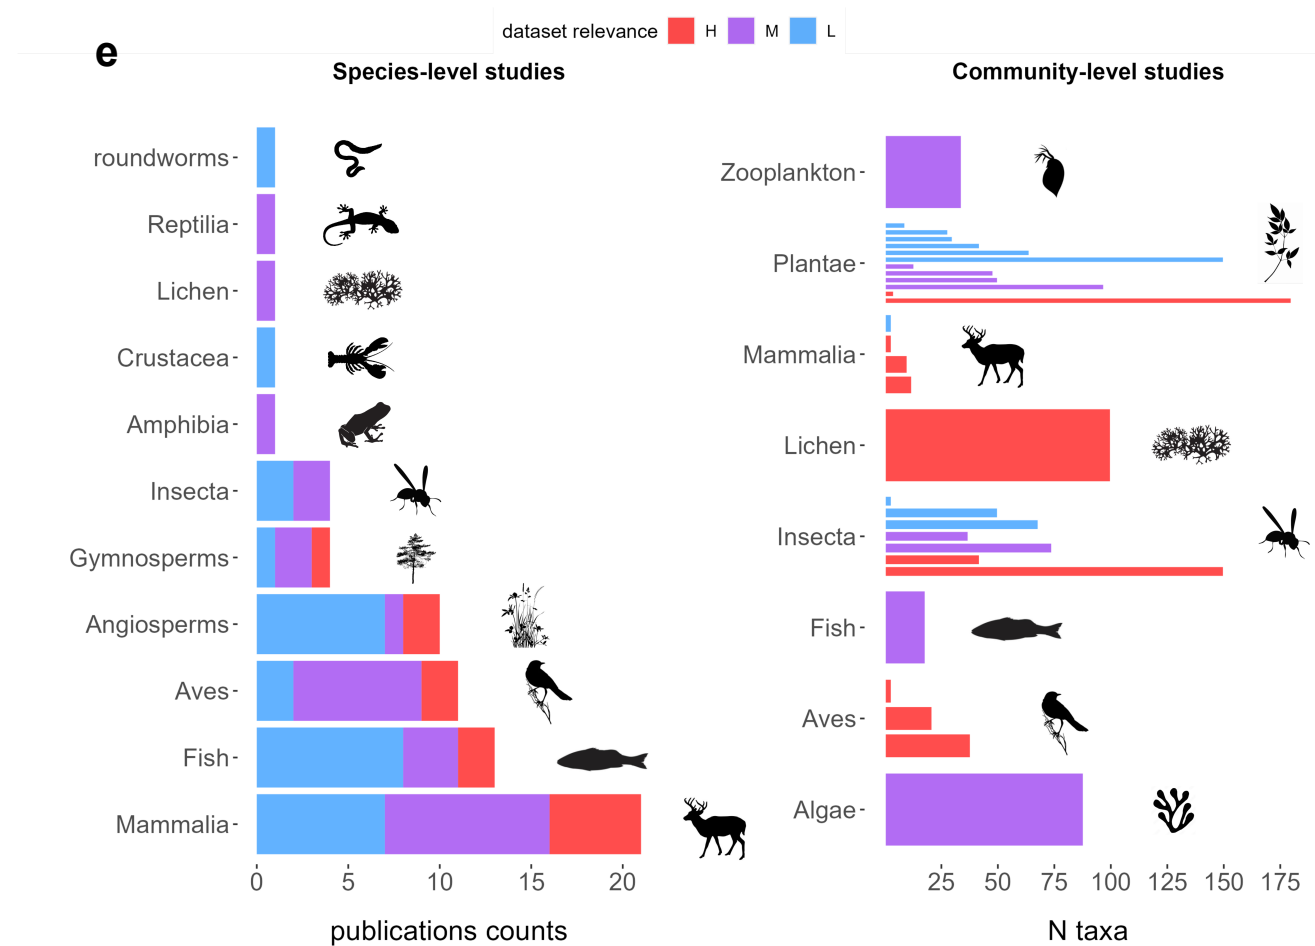 dataset relevance H M L
e
Species-level studies
roundworms
Reptilia
Lichen
Crustacea
Amphibia
Insecta
Gymnosperms
Angiosperms
Aves
Fish
Mammalia
0 5 10 15 20
publications counts
Community-level studies
Zooplankton
Plantae
Mammalia
Lichen
Insecta
Fish
Aves
Algae
25 50 75 100 125 150 175
N taxa